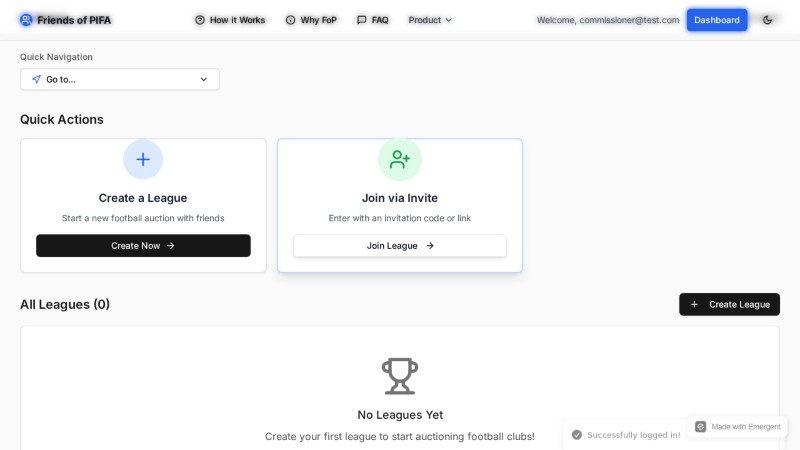 Friends of PIFA
How it Works
Why FoP
FAQ
Product
Welcome, commissioner@test.com
Dashboard
Quick Navigation
Go to...
Quick Actions
Create a League
Start a new football auction with friends
Create Now
Join via Invite
Enter with an invitation code or link
Join League
All Leagues (0)
Create League
No Leagues Yet
Create your first league to start auctioning football clubs!
Successfully logged in!
Made with Emergent